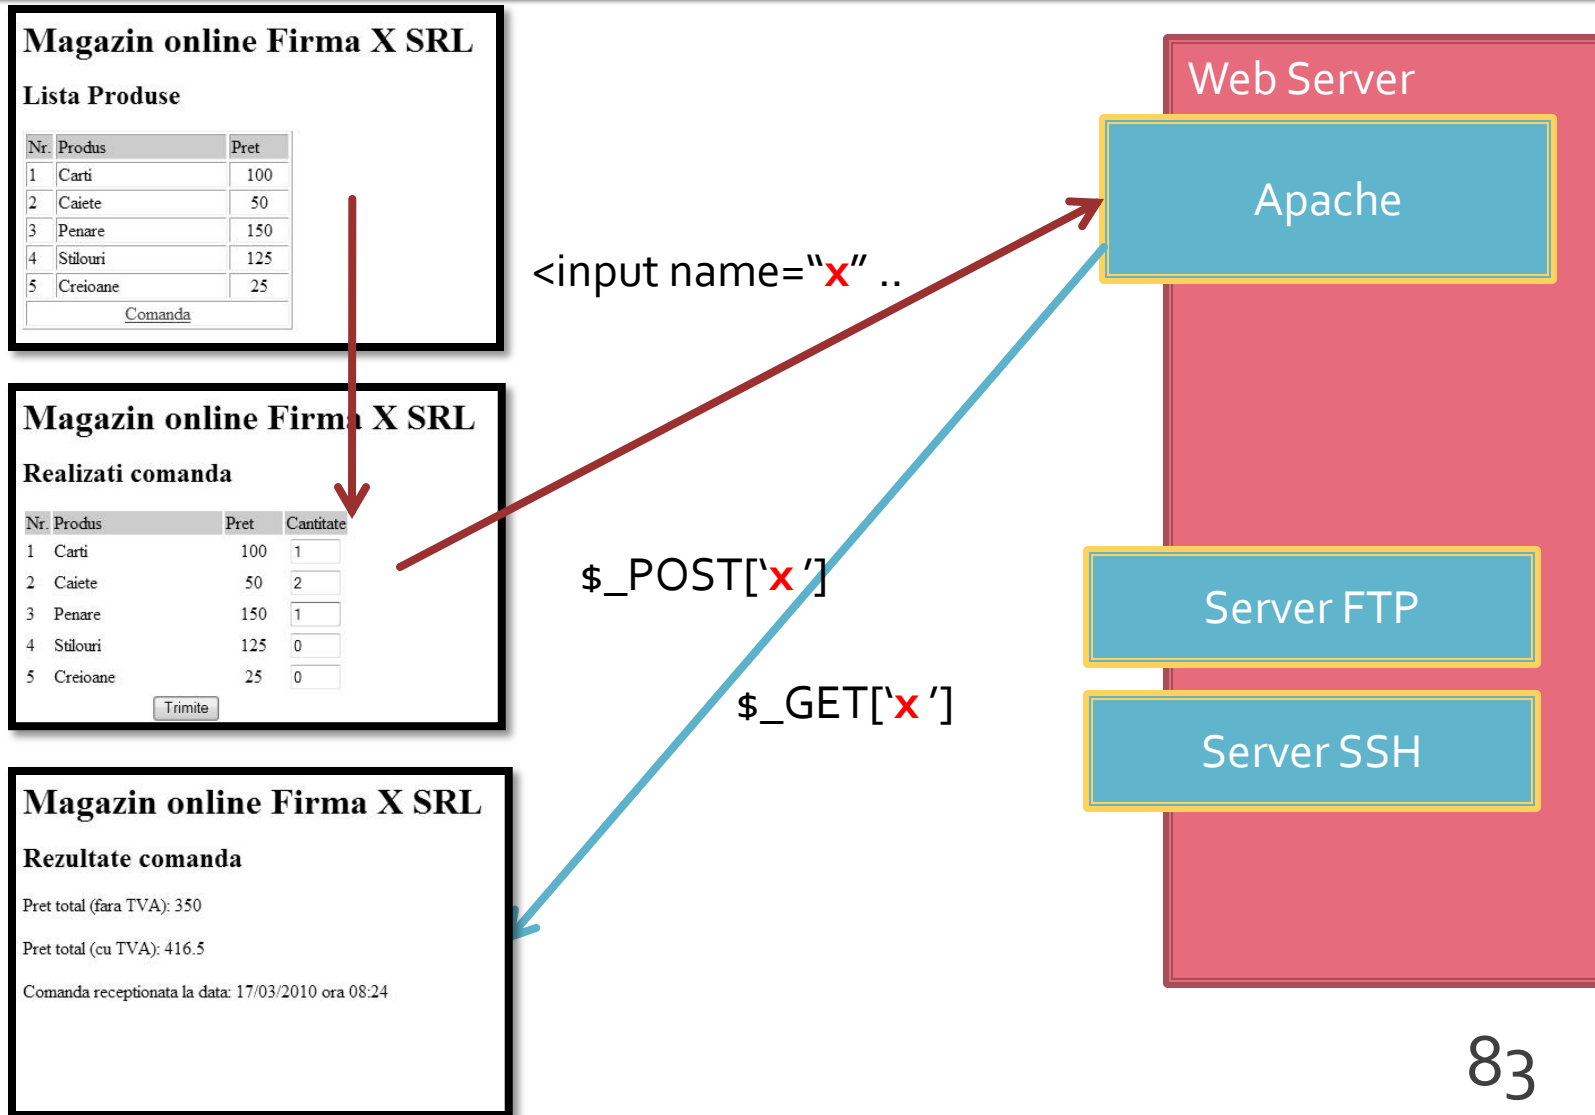 Magazin online Firma X SRL
Lista Produse
Nr. Produs Pret
1 Carti 100
2 Caiete 50
3 Penare 150
4 Stilouri 125
5 Creioane 25
Comanda
Magazin online Firma X SRL
Realizati comanda
Nr. Produs Pret Cantitate
1 Carti 100 1
2 Caiete 50 2
3 Penare 150 1
4 Stilouri 125 0
5 Creioane 25 0
Trimite
Magazin online Firma X SRL
Rezultate comanda
Pret total (fara TVA): 350
Pret total (cu TVA): 416.5
Comanda receptionata la data: 17/03/2010 ora 08:24
<input name="x" ..
$_POST['x ']
$_GET['x ']
Web Server
Apache
Server FTP
Server SSH
83